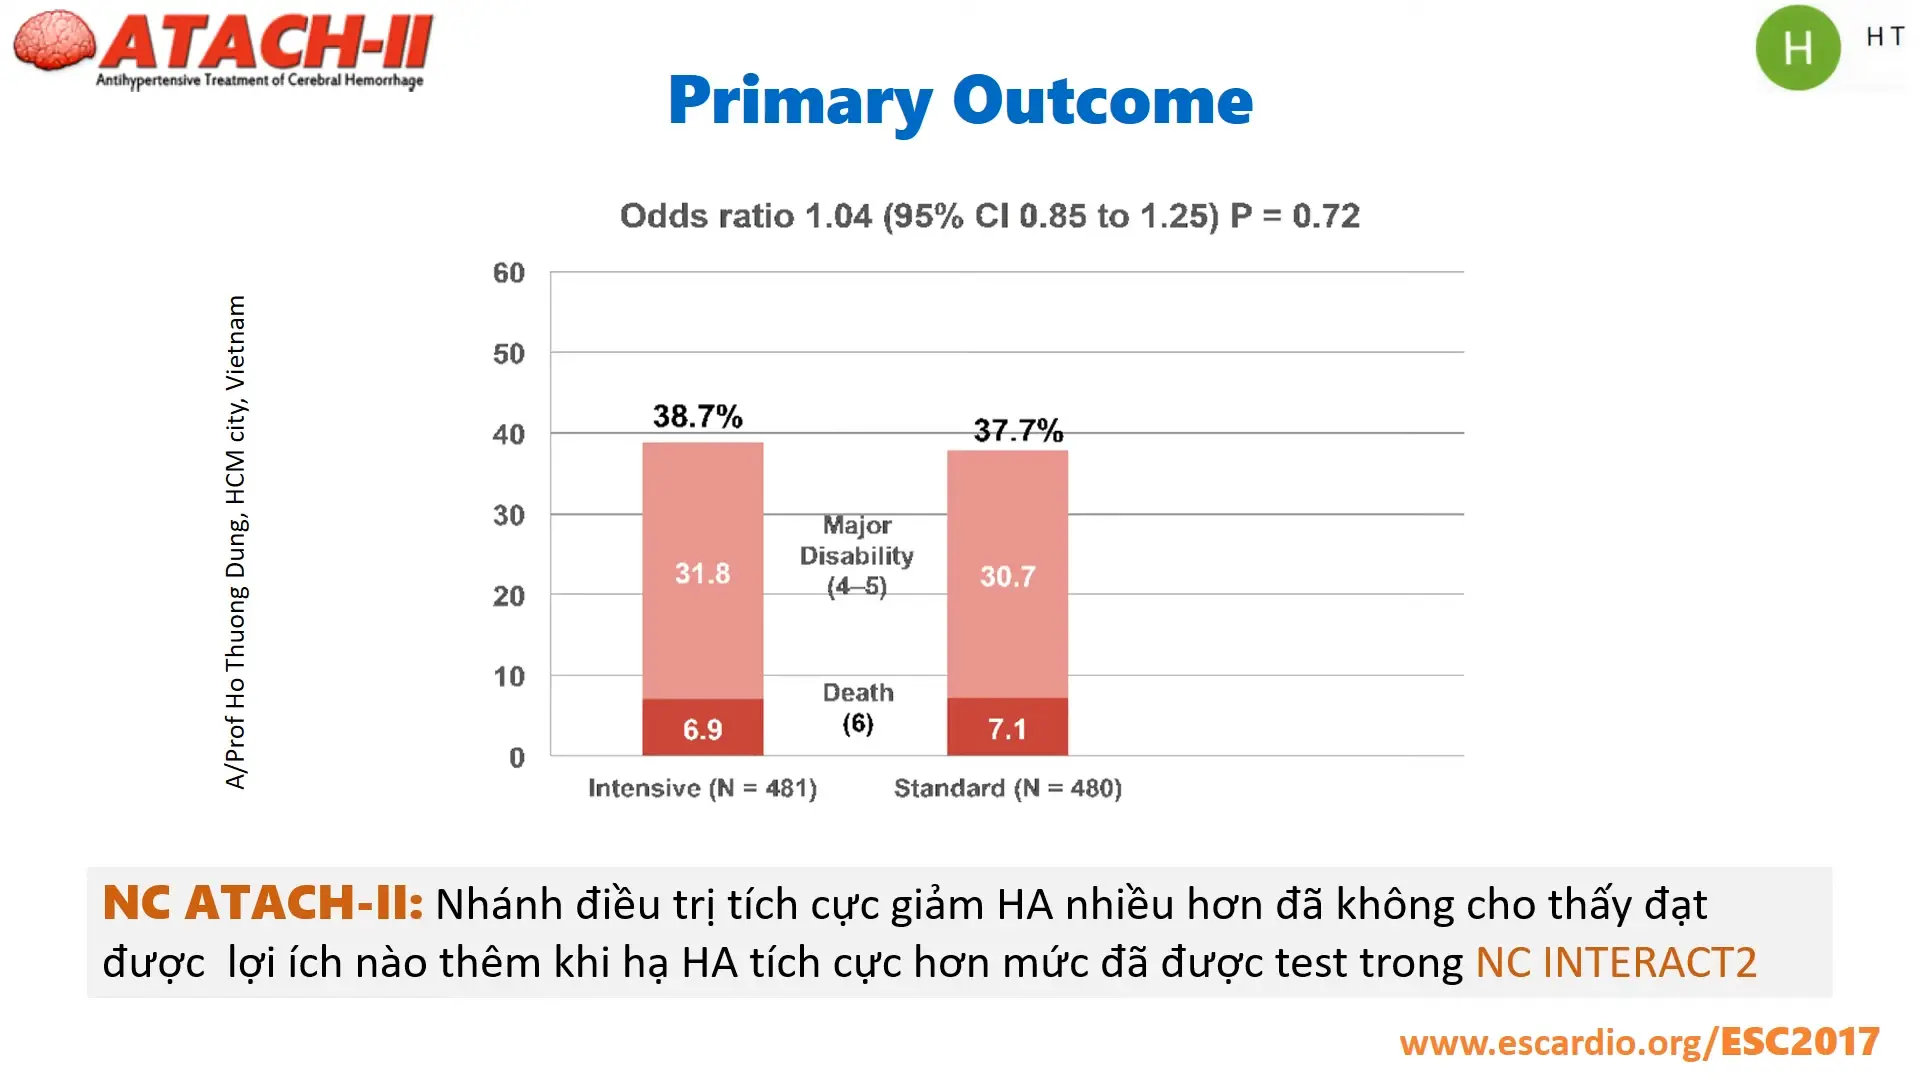 ATACH-II
Antihypertensive Treatment of Cerebral Hemorrhage
H
H T
Primary Outcome
Odds ratio 1.04 (95% CI 0.85 to 1.25) P = 0.72
A/Prof Ho Thuong Dung, HCM city, Vietnam
60
50
40
30
20
10
0
38.7%
37.7%
31.8
Major
Disability
(4–5)
30.7
6.9
Death
(6)
7.1
Intensive (N = 481)
Standard (N = 480)
NC ATACH-II: Nhánh điều trị tích cực giảm HA nhiều hơn đã không cho thấy đạt
được lợi ích nào thêm khi hạ HA tích cực hơn mức đã được test trong NC INTERACT2
www.escardio.org/ESC2017